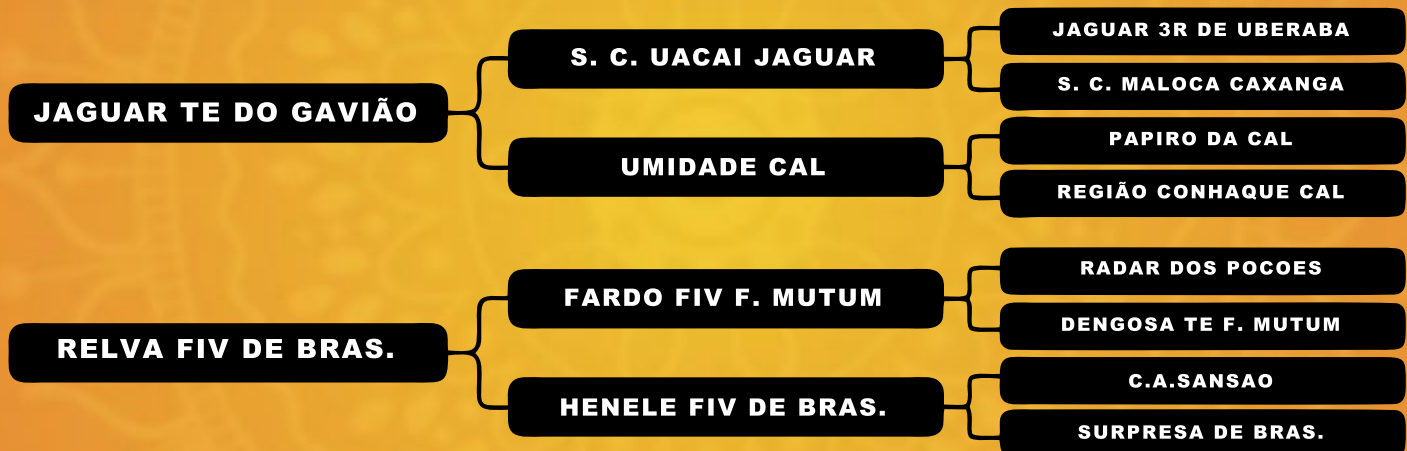 JAGUAR TE DO GAVIÃO
S. C. UACAI JAGUAR
JAGUAR 3R DE UBERABA
S. C. MALOCA CAXANGA
UMIDADE CAL
PAPIRO DA CAL
REGIÃO CONHAQUE CAL
RELVA FIV DE BRAS.
FARDO FIV F. MUTUM
RADAR DOS POCOES
DENGOSA TE F. MUTUM
HENELE FIV DE BRAS.
C.A.SANSAO
SURPRESA DE BRAS.